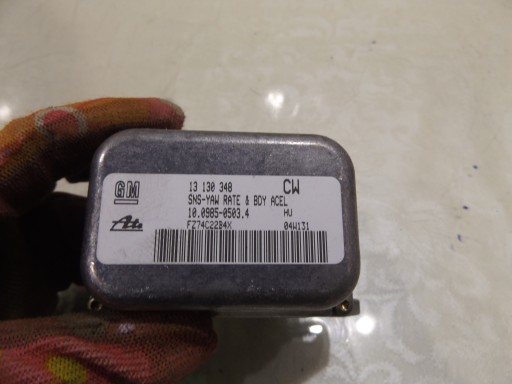 GM 13 130 348 CW
SNS-YAW RATE & BDY ACEL
Ate 10.0985-0503.4 HU
FZ74C22B4X 04W131